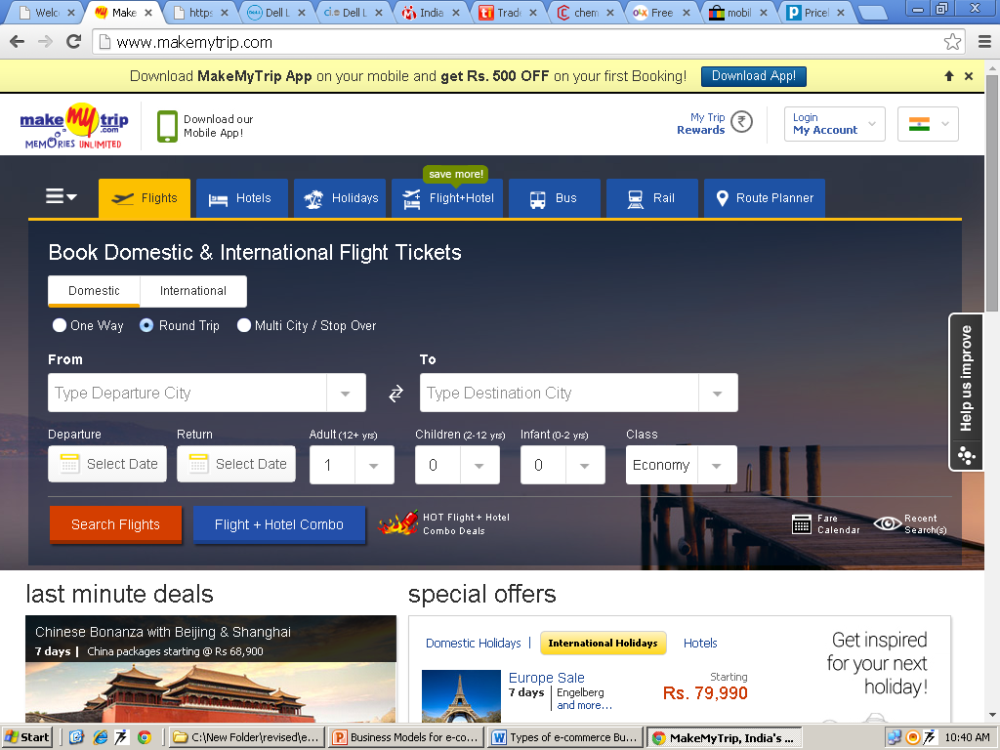 Welc
Make
https
Dell L
Dell L
India
Trade
chem
Free
mobil
Pricel
www.makemytrip.com
Download MakeMyTrip App on your mobile and get Rs. 500 OFF on your first Booking!
Download App!
make my trip .com
MEMORIES UNLIMITED
Download our
Mobile App!
My Trip
Rewards
Login
My Account
save more!
Flights
Hotels
Holidays
Flight+Hotel
Bus
Rail
Route Planner
Book Domestic & International Flight Tickets
Domestic
International
One Way
Round Trip
Multi City / Stop Over
From
To
Type Departure City
Type Destination City
Departure
Return
Adult (12+ yrs)
Children (2-12 yrs)
Infant (0-2 yrs)
Class
Select Date
Select Date
1
0
0
Economy
Search Flights
Flight + Hotel Combo
HOT Flight + Hotel
Combo Deals
Fare
Calendar
Recent
Search(s)
Help us improve
last minute deals
special offers
Chinese Bonanza with Beijing & Shanghai
7 days | China packages starting @ Rs 68,900
Domestic Holidays |
International Holidays
Hotels
Europe Sale
7 days
Engelberg
and more...
Starting
Rs. 79,990
Get inspired
for your next
holiday!
Start
C:\New Folder\revised\e...
Business Models for e-co...
Types of e-commerce Bu...
MakeMyTrip, India's ...
10:40 AM